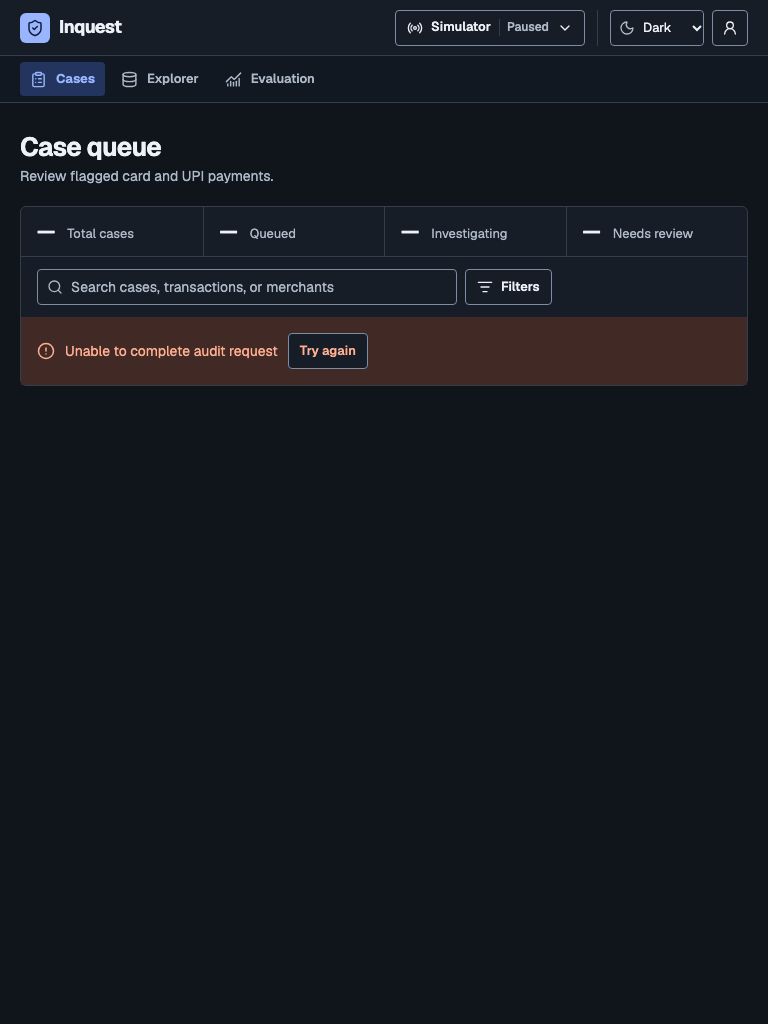 Inquest
Simulator Paused
Dark
Cases
Explorer
Evaluation
Case queue
Review flagged card and UPI payments.
— Total cases
— Queued
— Investigating
— Needs review
Search cases, transactions, or merchants
Filters
Unable to complete audit request
Try again